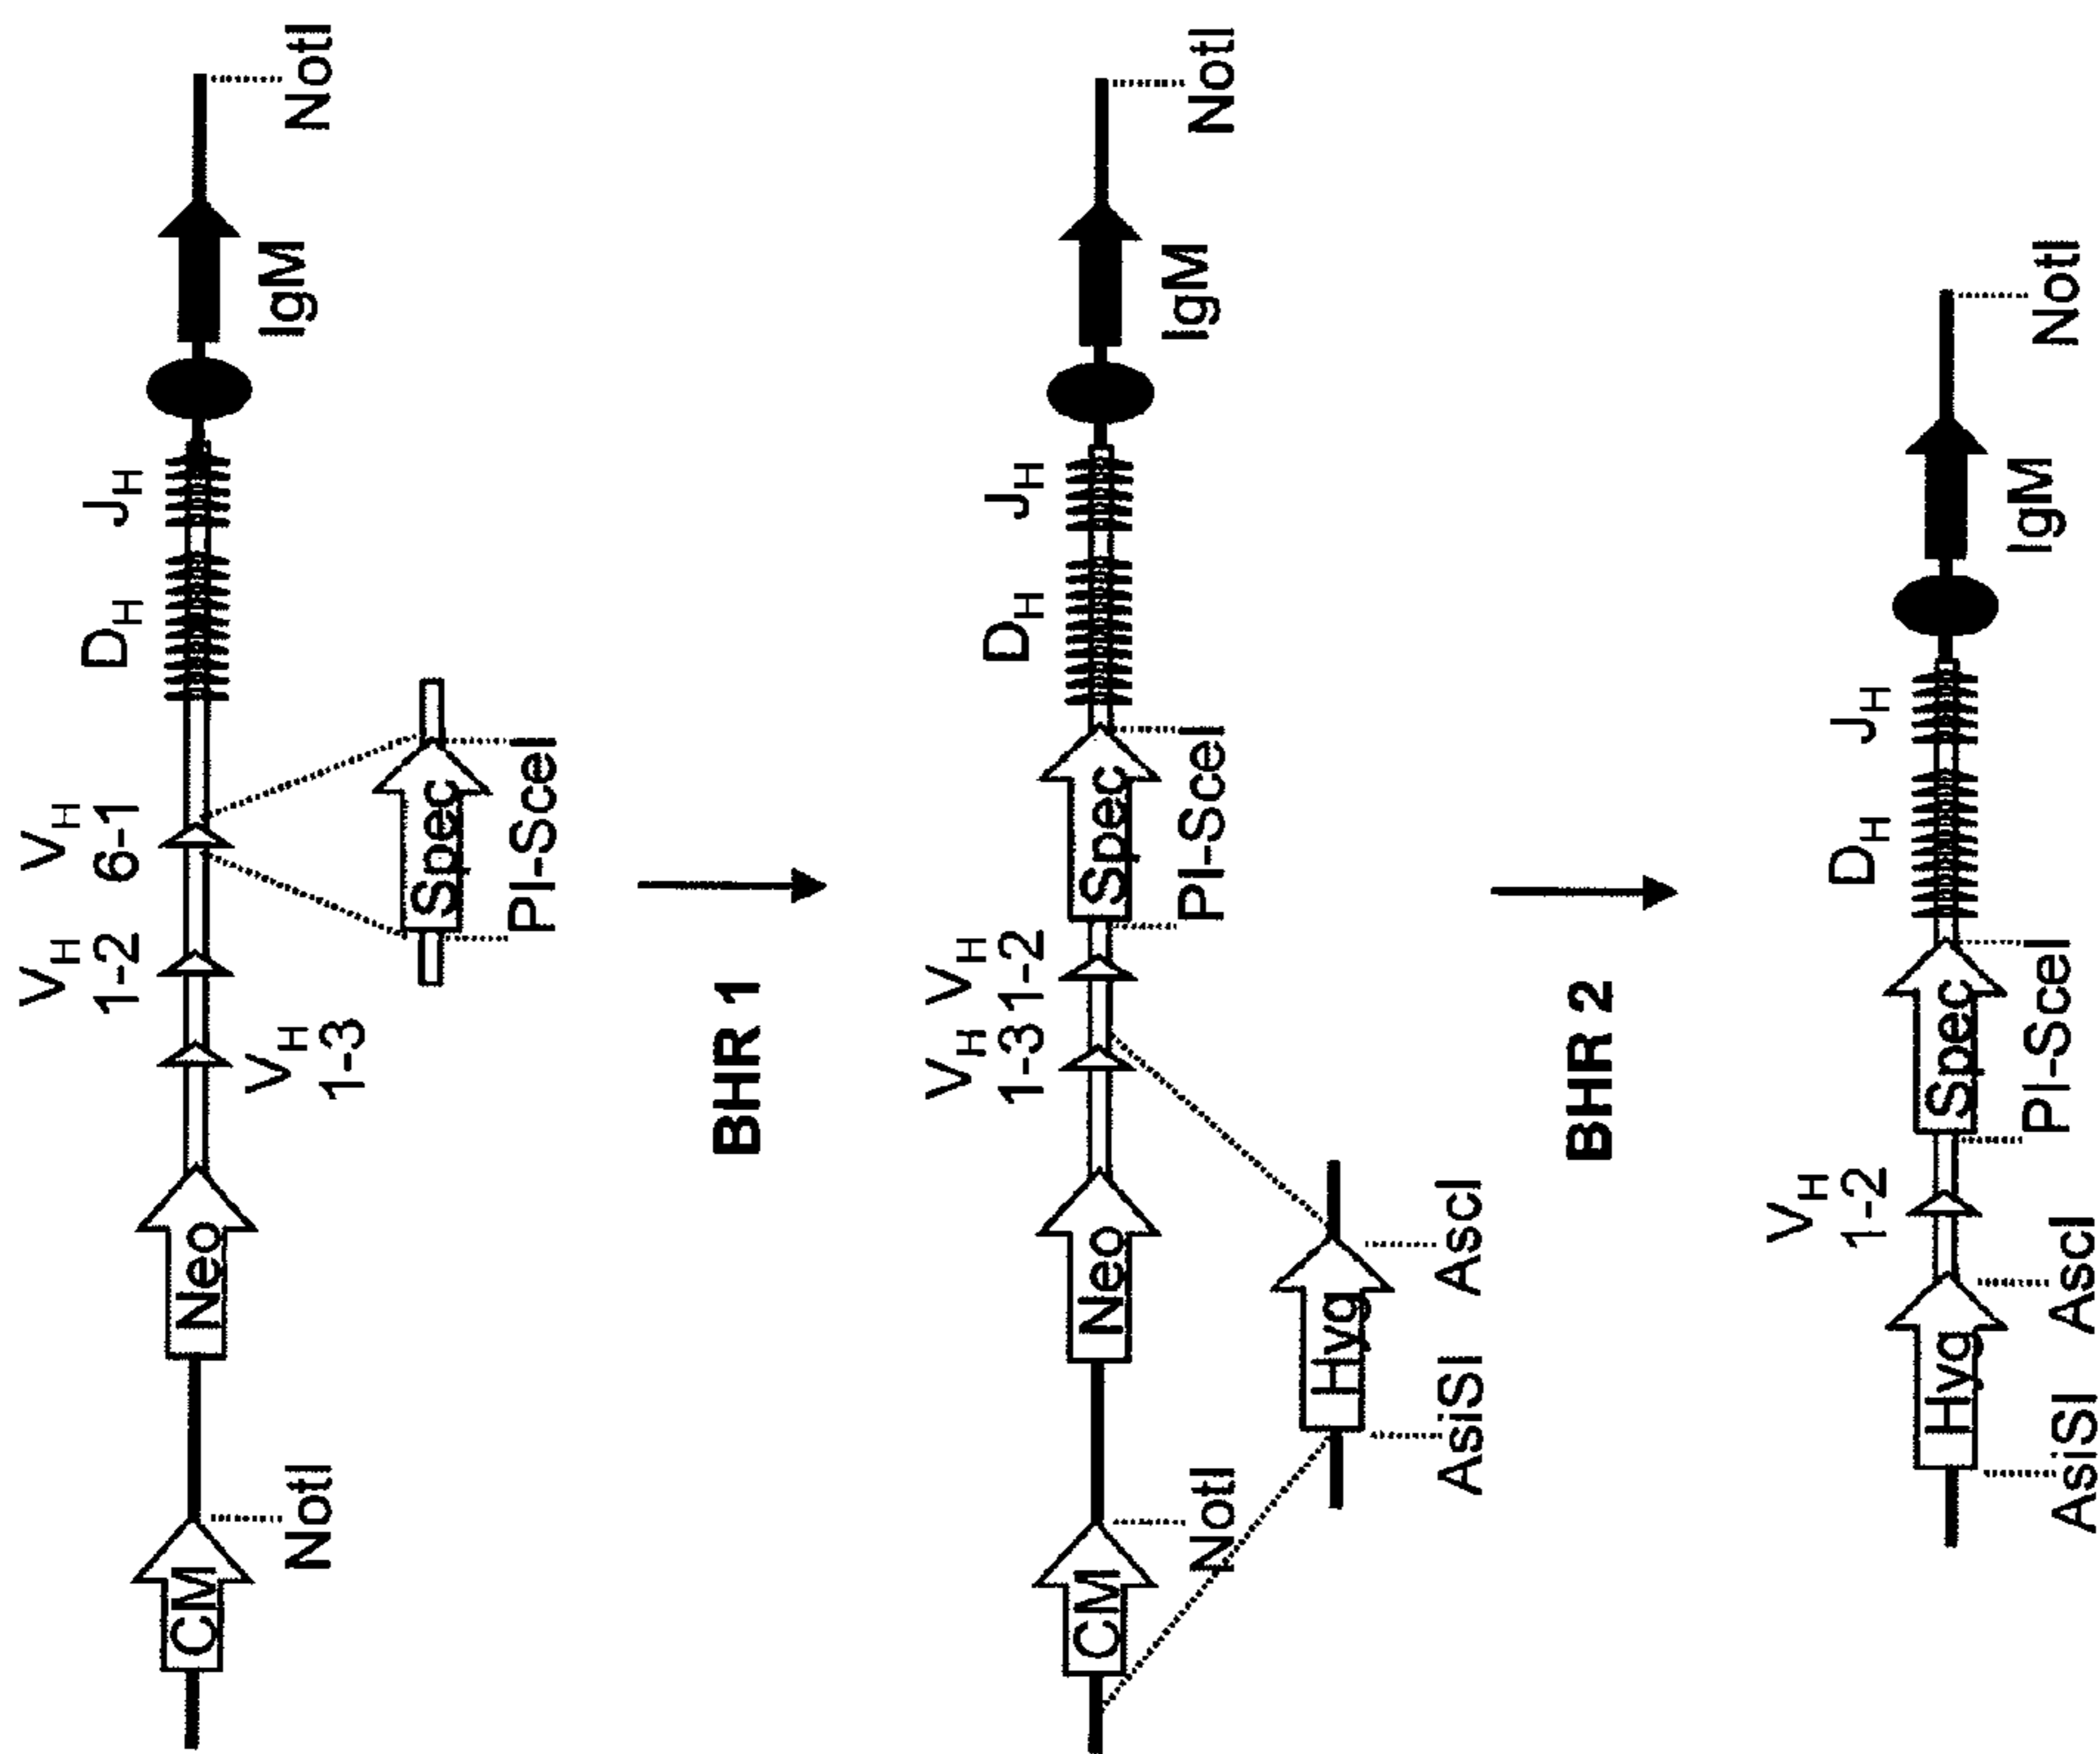 CM
NotI
Neo
VH
1-3
VH
1-2
VH
6-1
DH
JH
IgM
NotI
Spec
PI-SceI
BHR 1
CM
NotI
Neo
VH VH
1-3 1-2
Spec
PI-SceI
DH
JH
IgM
NotI
Hyg
AsiSI
AscI
BHR 2
Hyg
AsiSI
AscI
VH
1-2
Spec
PI-SceI
DH
JH
IgM
NotI